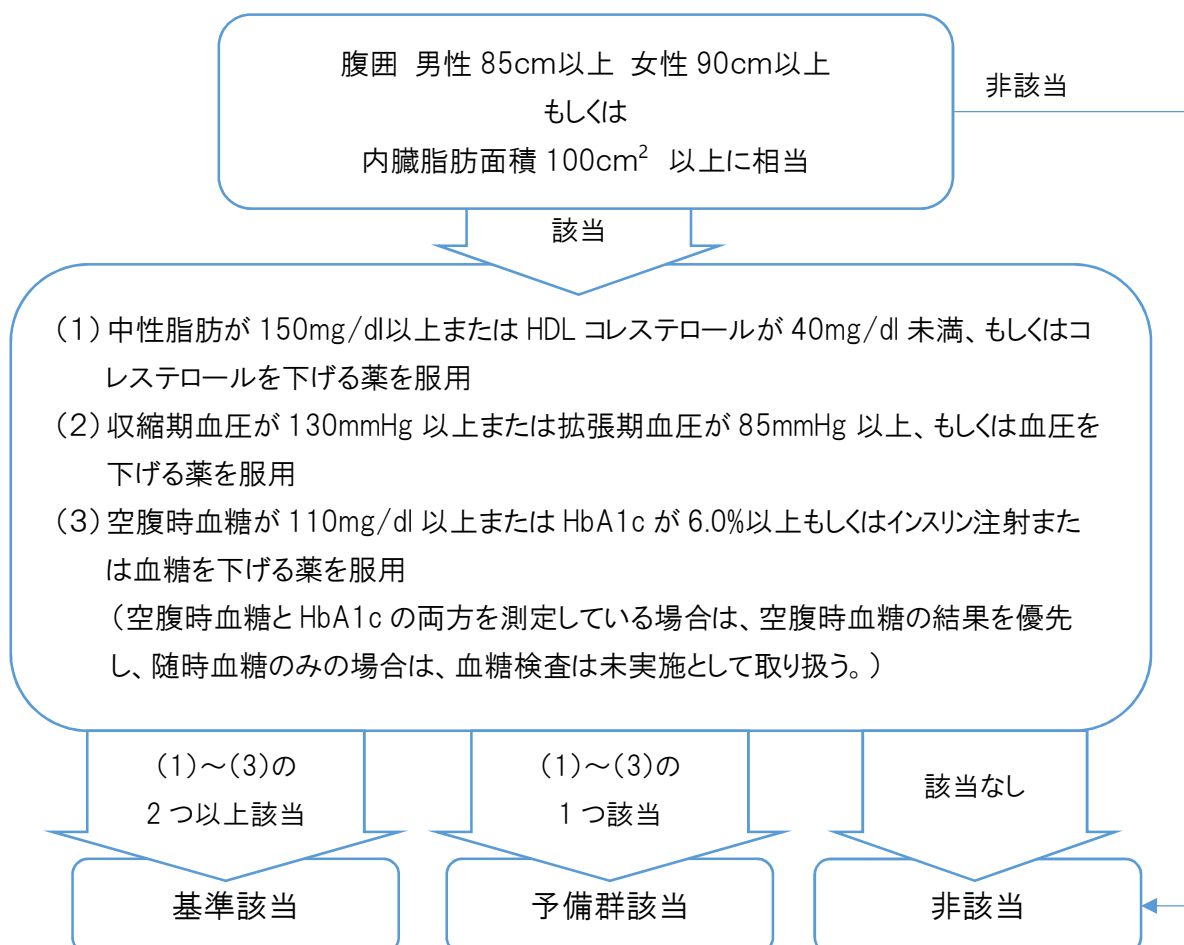 腹囲 男性 85cm以上 女性 90cm以上
もしくは
内臓脂肪面積 100cm² 以上に相当
非該当
該当
（1）中性脂肪が 150mg/dl以上または HDL コレステロールが 40mg/dl 未満、もしくはコ
レステロールを下げる薬を服用
（2）収縮期血圧が 130mmHg 以上または拡張期血圧が 85mmHg 以上、もしくは血圧を
下げる薬を服用
（3）空腹時血糖が 110mg/dl 以上または HbA1c が 6.0%以上もしくはインスリン注射また
は血糖を下げる薬を服用
（空腹時血糖と HbA1c の両方を測定している場合は、空腹時血糖の結果を優先
し、随時血糖のみの場合は、血糖検査は未実施として取り扱う。）
(1)～(3)の
2 つ以上該当
(1)～(3)の
1 つ該当
該当なし
基準該当
予備群該当
非該当